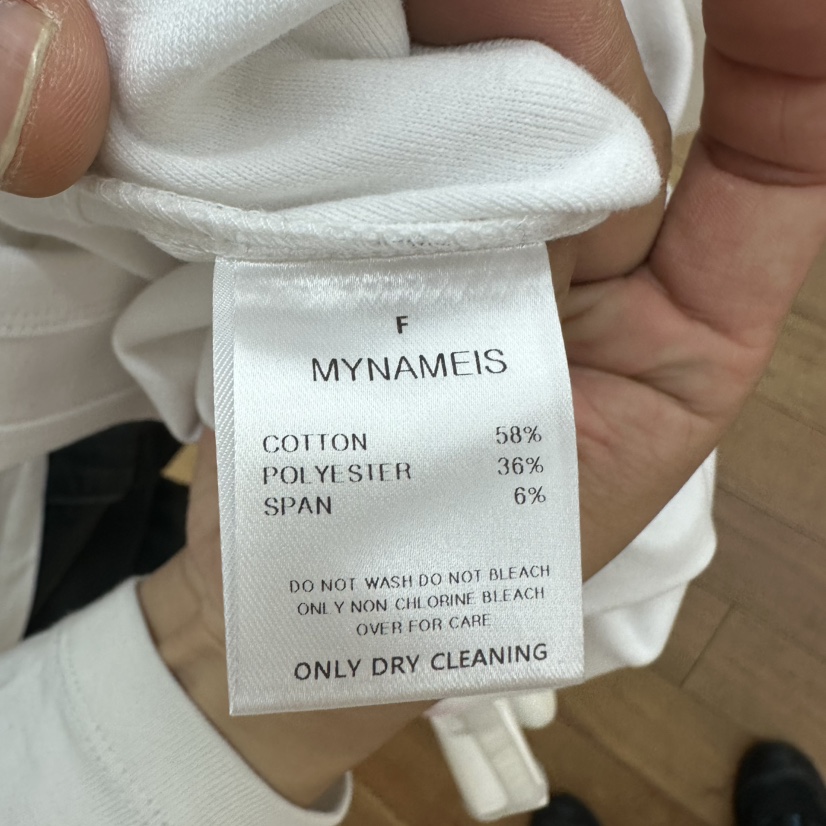 F
MYNAMEIS
COTTON 58%
POLYESTER 36%
SPAN 6%
DO NOT WASH DO NOT BLEACH
ONLY NON CHLORINE BLEACH
OVER FOR CARE
ONLY DRY CLEANING